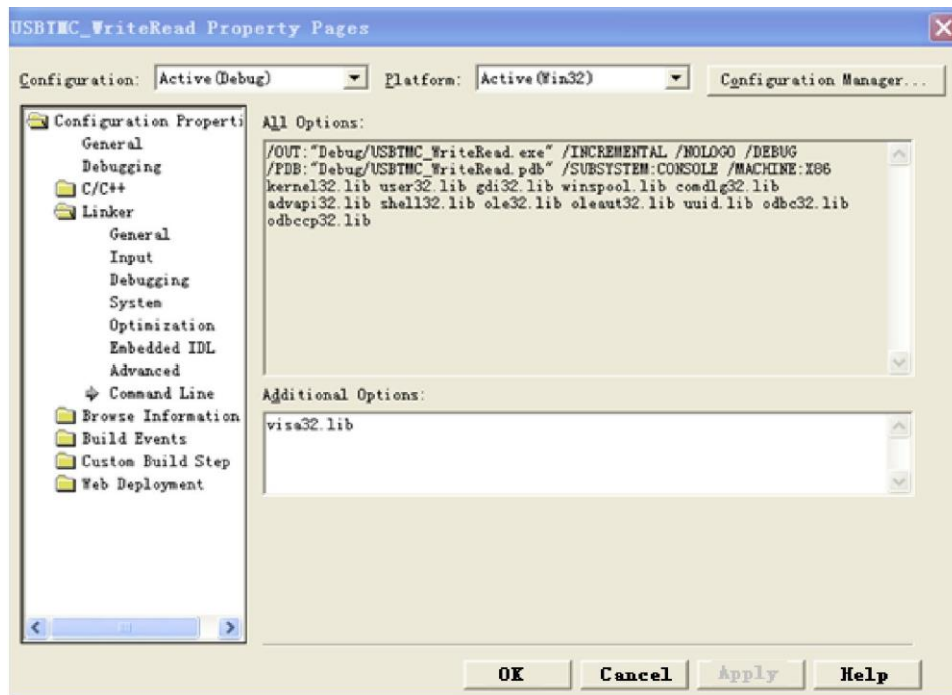 USBTMC_WriteRead Property Pages
Configuration: Active(Debug) Platform: Active(Win32) Configuration Manager...
Configuration Properti
General
Debugging
C/C++
Linker
General
Input
Debugging
System
Optimization
Embedded IDL
Advanced
Command Line
Browse Information
Build Events
Custom Build Step
Web Deployment
All Options:
/OUT:"Debug/USBTMC_WriteRead.exe" /INCREMENTAL /NOLOGO /DEBUG
/PDB:"Debug/USBTMC_WriteRead.pdb" /SUBSYSTEM:CONSOLE /MACHINE:X86
kernel32.lib user32.lib gdi32.lib winspool.lib comdlg32.lib
advapi32.lib shell32.lib ole32.lib oleaut32.lib uuid.lib odbc32.lib
odbccp32.lib
Additional Options:
visa32.lib
OK Cancel Apply Help